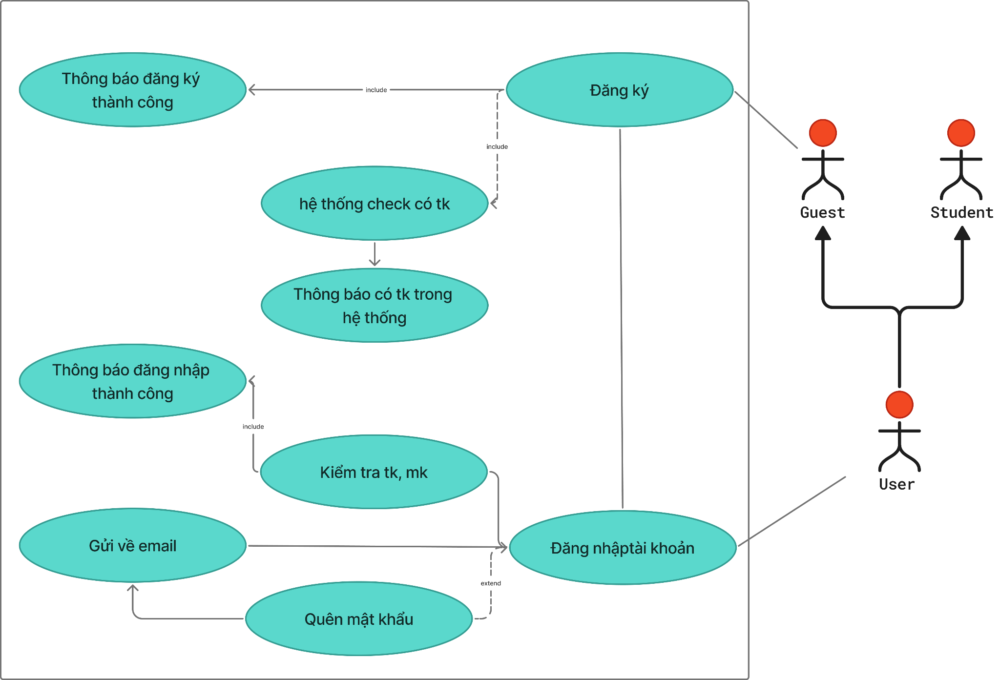 Thông báo đăng ký
thành công
include
Đăng ký
include
hệ thống check có tk
Guest
Student
Thông báo có tk trong
hệ thống
Thông báo đăng nhập
thành công
include
Kiểm tra tk, mk
User
Gửi về email
Đăng nhậptài khoản
extend
Quên mật khẩu